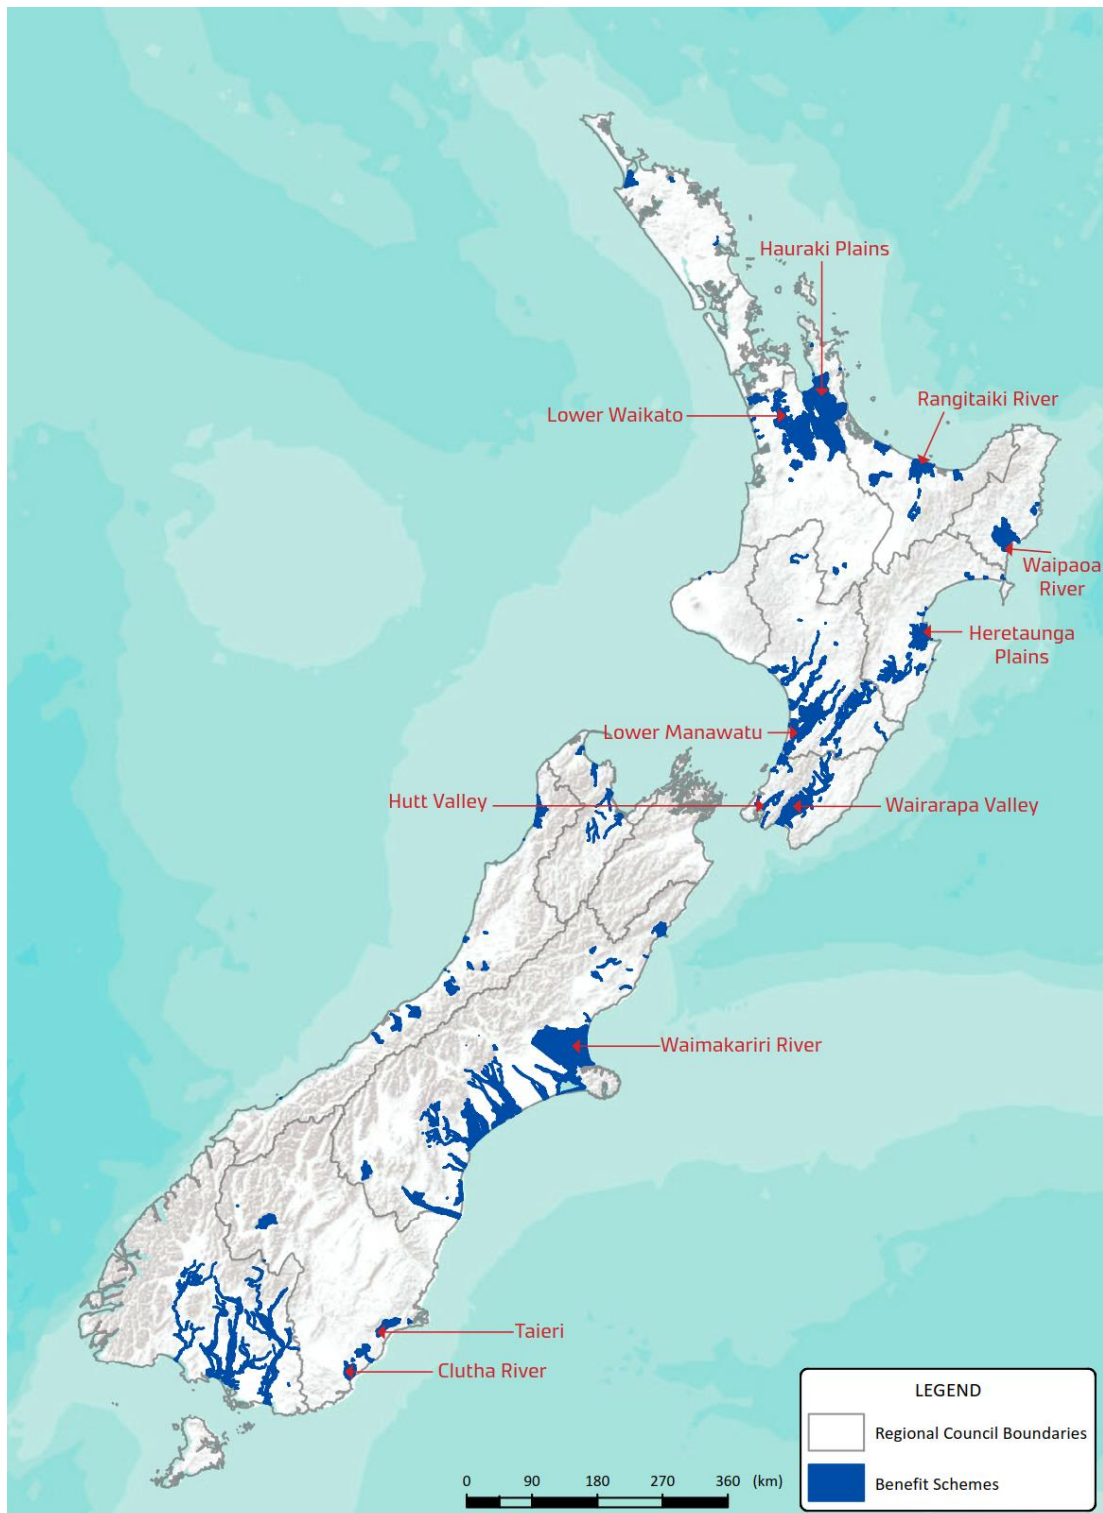 Hauraki Plains
Rangitaiki River
Lower Waikato
Waipaoa
River
Heretaunga
Plains
Lower Manawatu
Hutt Valley
Wairarapa Valley
Waimakariri River
Taieri
Clutha River
LEGEND
Regional Council Boundaries
Benefit Schemes
0 90 180 270 360 (km)